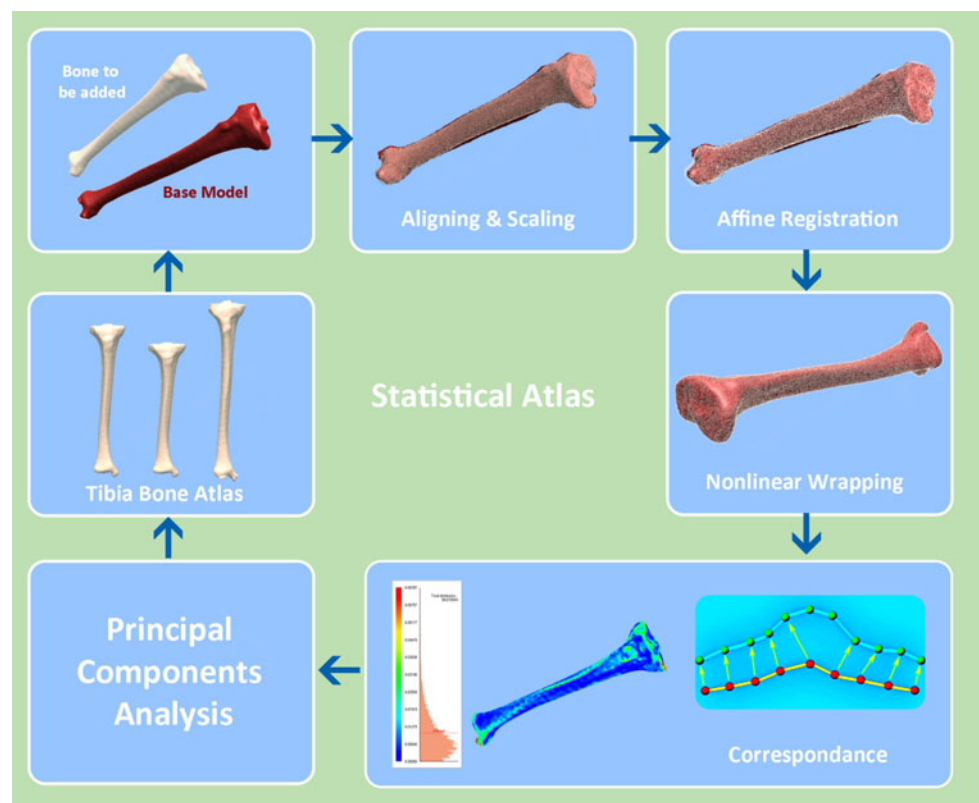 Bone to
be added
Base Model
Aligning & Scaling
Affine Registration
Tibia Bone Atlas
Statistical Atlas
Nonlinear Wrapping
Principal
Components
Analysis
Correspondance